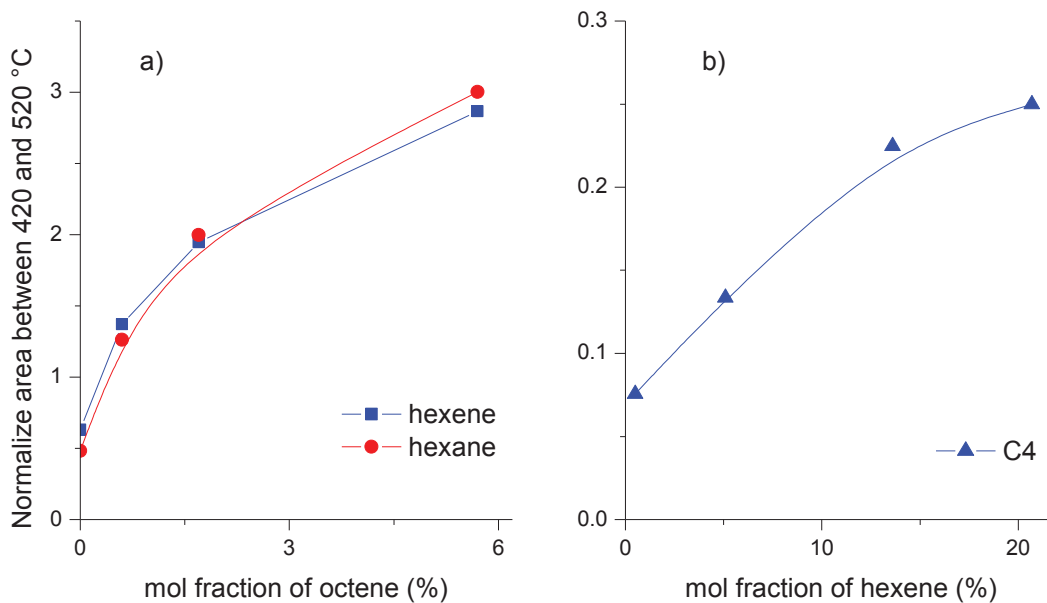 Normalize area between 420 and 520 °C
a)
3
2
1
0
hexene
hexane
0
3
6
mol fraction of octene (%)
b)
0.3
0.2
0.1
0.0
C4
0
10
20
mol fraction of hexene (%)